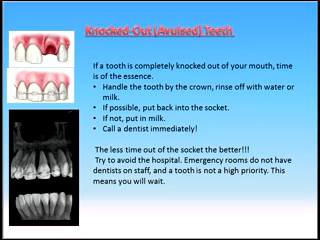 Knocked-Out (Avulsed) Teeth
If a tooth is completely knocked out of your mouth, time
is of the essence.
• Handle the tooth by the crown, rinse off with water or
milk.
• If possible, put back into the socket.
• If not, put in milk.
• Call a dentist immediately!
The less time out of the socket the better!!!
Try to avoid the hospital. Emergency rooms do not have
dentists on staff, and a tooth is not a high priority. This
means you will wait.